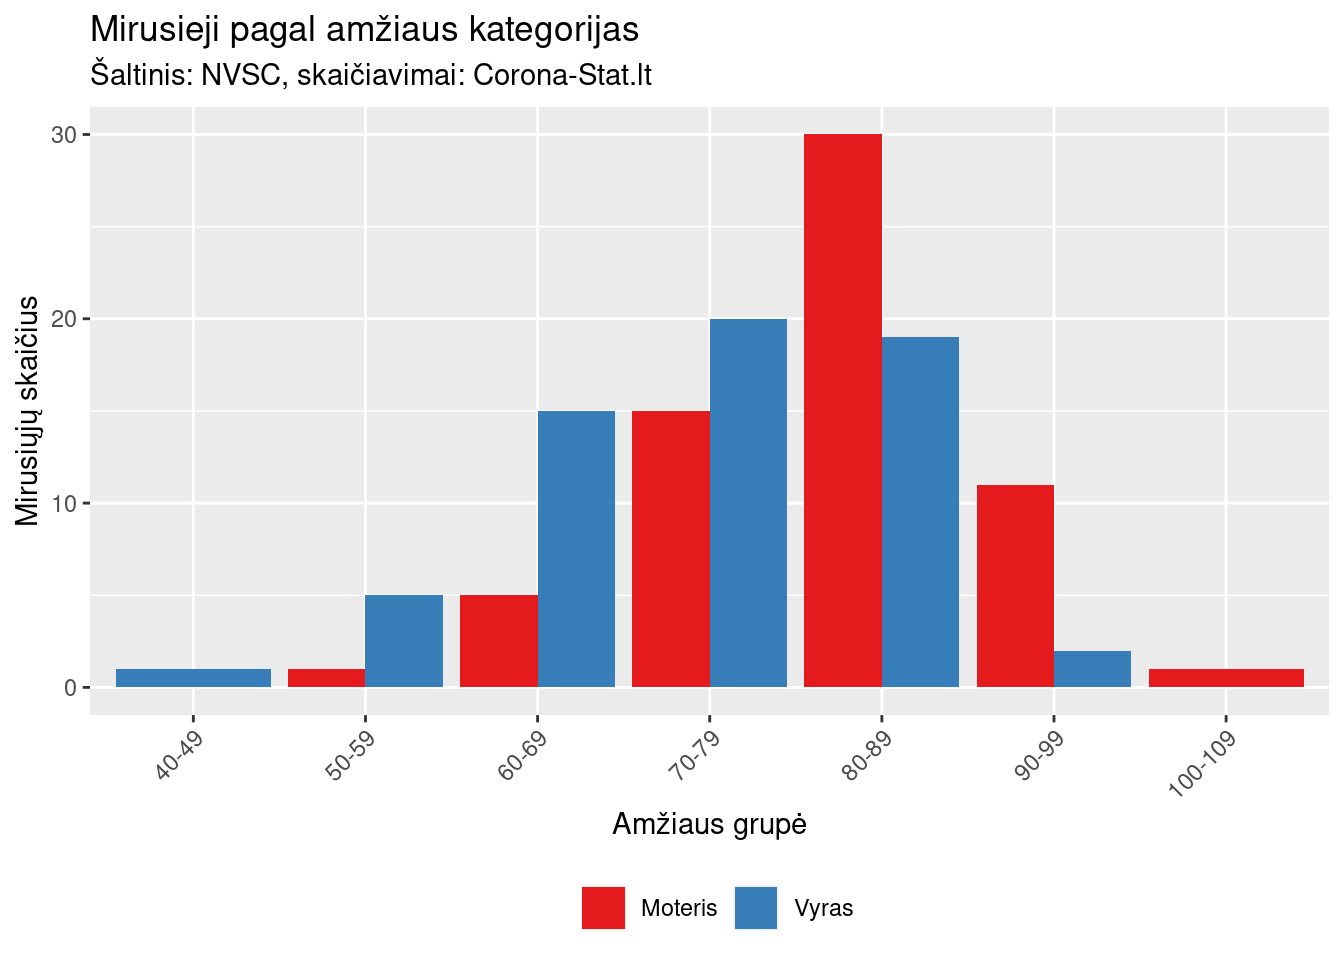 Mirusieji pagal amžiaus kategorijas
Šaltinis: NVSC, skaičiavimai: Corona-Stat.lt
Mirusiųjų skaičius
30
20
10
0
40-49
50-59
60-69
70-79
80-89
90-99
100-109
Amžiaus grupė
Moteris
Vyras